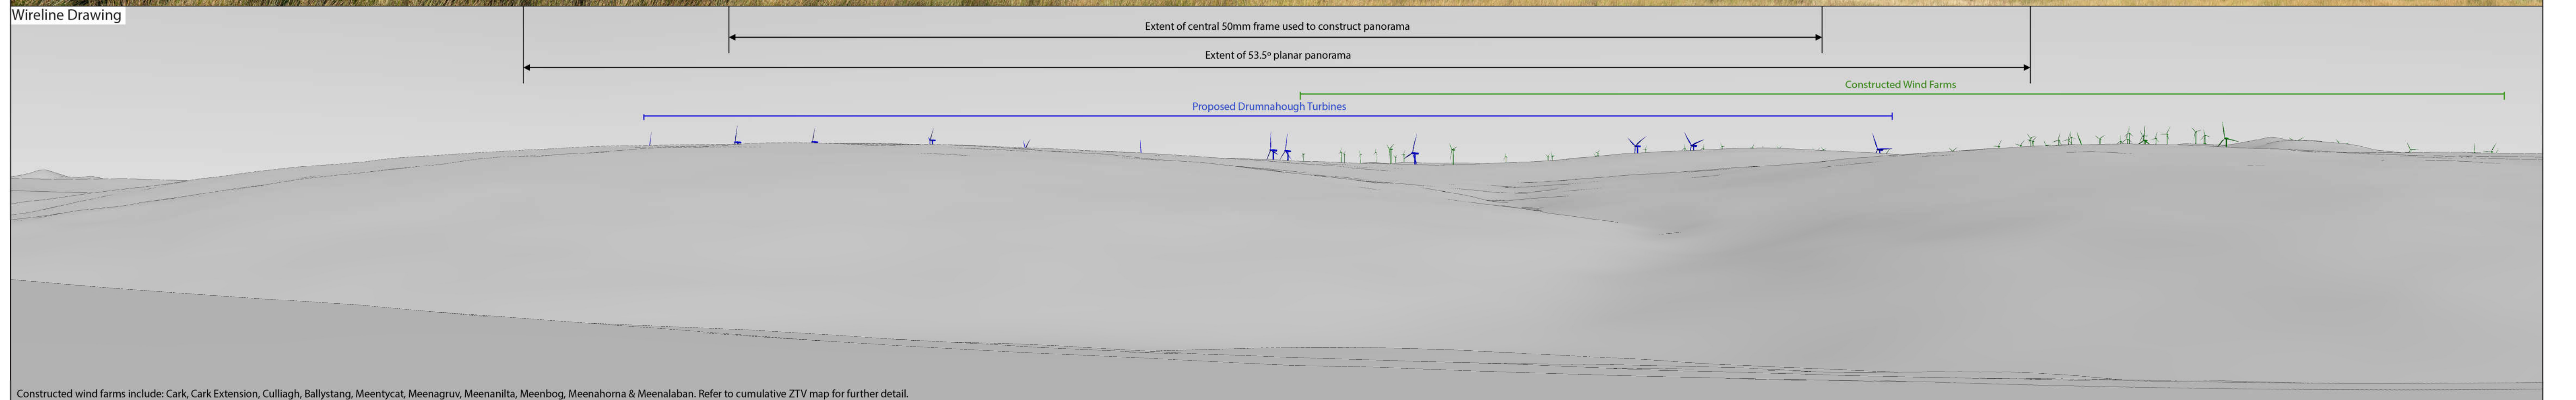 Wireline Drawing
Extent of central 50mm frame used to construct panorama
Extent of 53.5º planar panorama
Constructed Wind Farms
Proposed Drumnahough Turbines
Constructed wind farms include: Cark, Cark Extension, Culliagh, Ballystang, Meentycat, Meenagruv, Meenanilta, Meenbog, Meenahorna & Meenalaban. Refer to cumulative ZTV map for further detail.